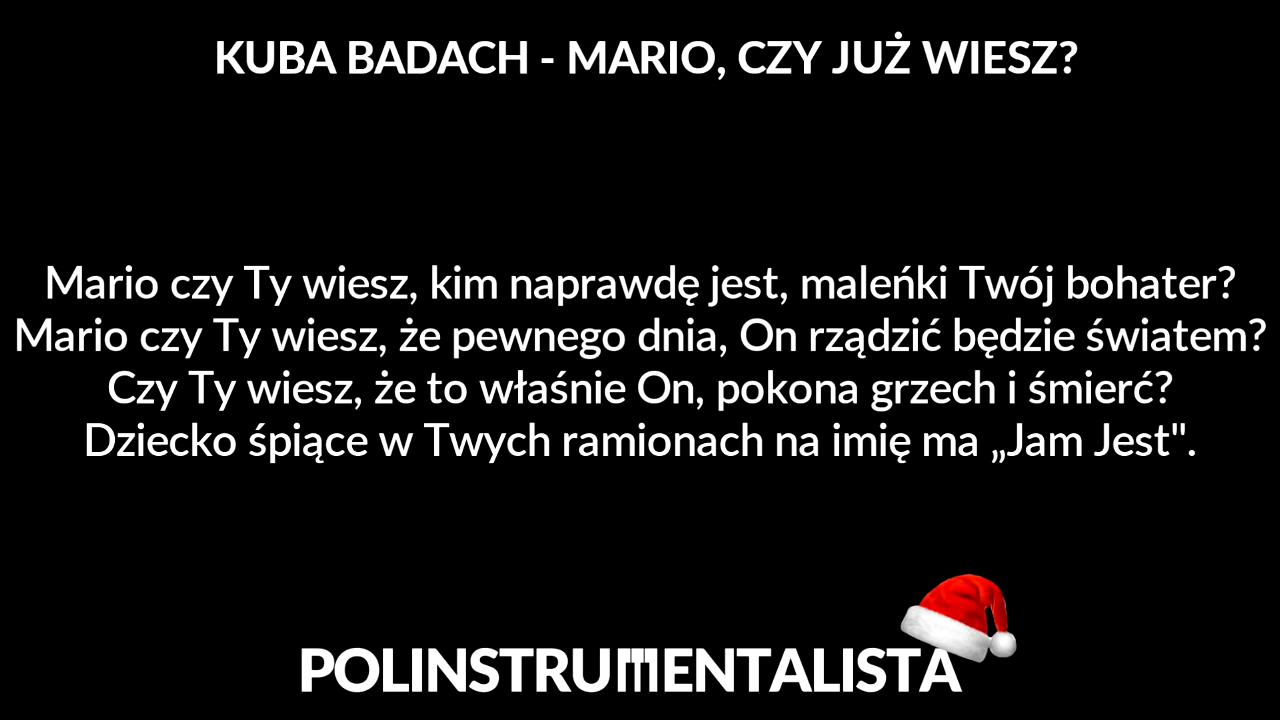 KUBA BADACH - MARIO, CZY JUŻ WIESZ?
Mario czy Ty wiesz, kim naprawdę jest, maleńki Twój bohater?
Mario czy Ty wiesz, że pewnego dnia, On rządzić będzie światem?
Czy Ty wiesz, że to właśnie On, pokona grzech i śmierć?
Dziecko śpiące w Twych ramionach na imię ma „Jam Jest".
POLINSTRUMENTALISTA